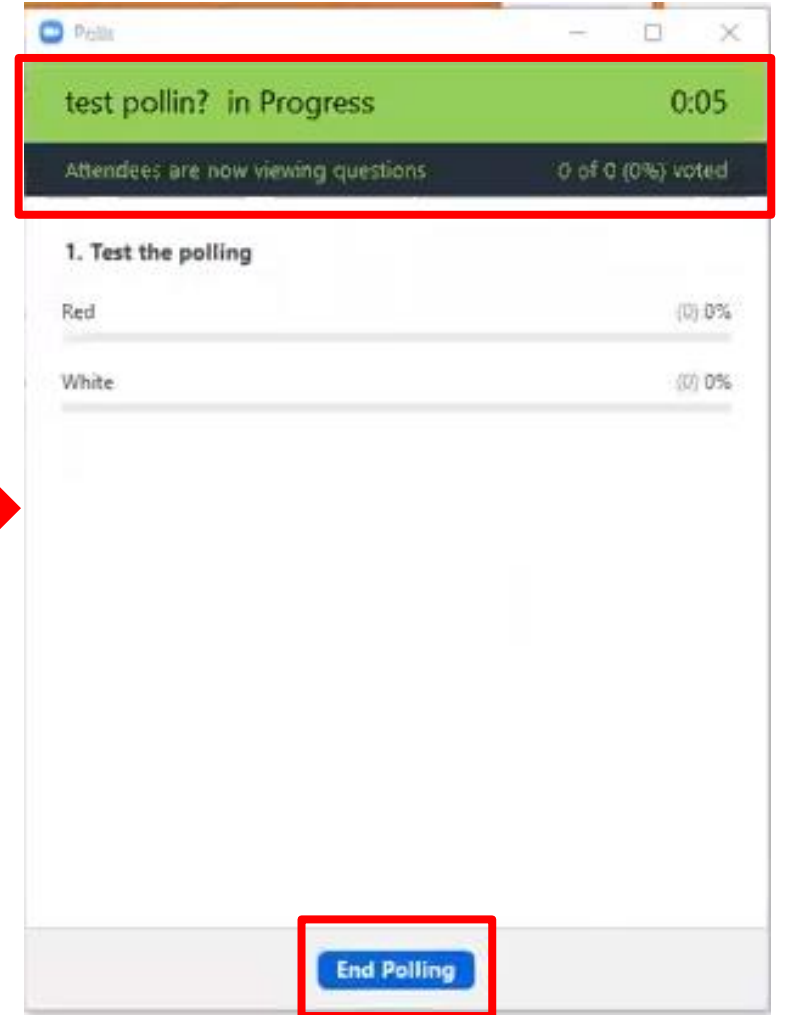 Polls
test pollin? in Progress 0:05
Attendees are now viewing questions 0 of 0 (0%) voted
1. Test the polling
Red (0) 0%
White (0) 0%
End Polling